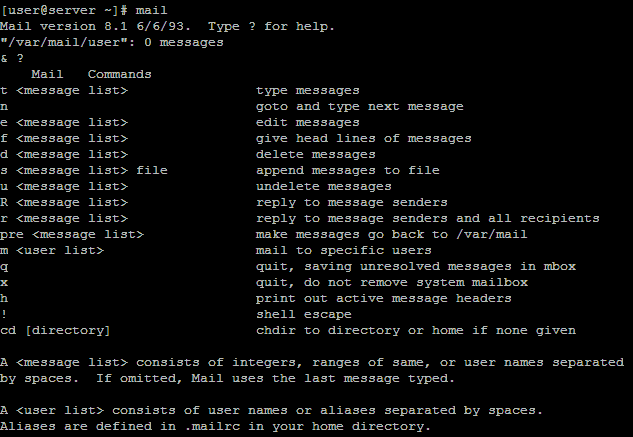 [user@server ~]# mail
Mail version 8.1 6/6/93.  Type ? for help.
"/var/mail/user": 0 messages
& ?
    Mail   Commands
t <message list>                type messages
n                               goto and type next message
e <message list>                edit messages
f <message list>                give head lines of messages
d <message list>                delete messages
s <message list> file           append messages to file
u <message list>                undelete messages
R <message list>                reply to message senders
r <message list>                reply to message senders and all recipients
pre <message list>              make messages go back to /var/mail
m <user list>                   mail to specific users
q                               quit, saving unresolved messages in mbox
x                               quit, do not remove system mailbox
h                               print out active message headers
!                               shell escape
cd [directory]                  chdir to directory or home if none given

A <message list> consists of integers, ranges of same, or user names separated
by spaces.  If omitted, Mail uses the last message typed.

A <user list> consists of user names or aliases separated by spaces.
Aliases are defined in .mailrc in your home directory.